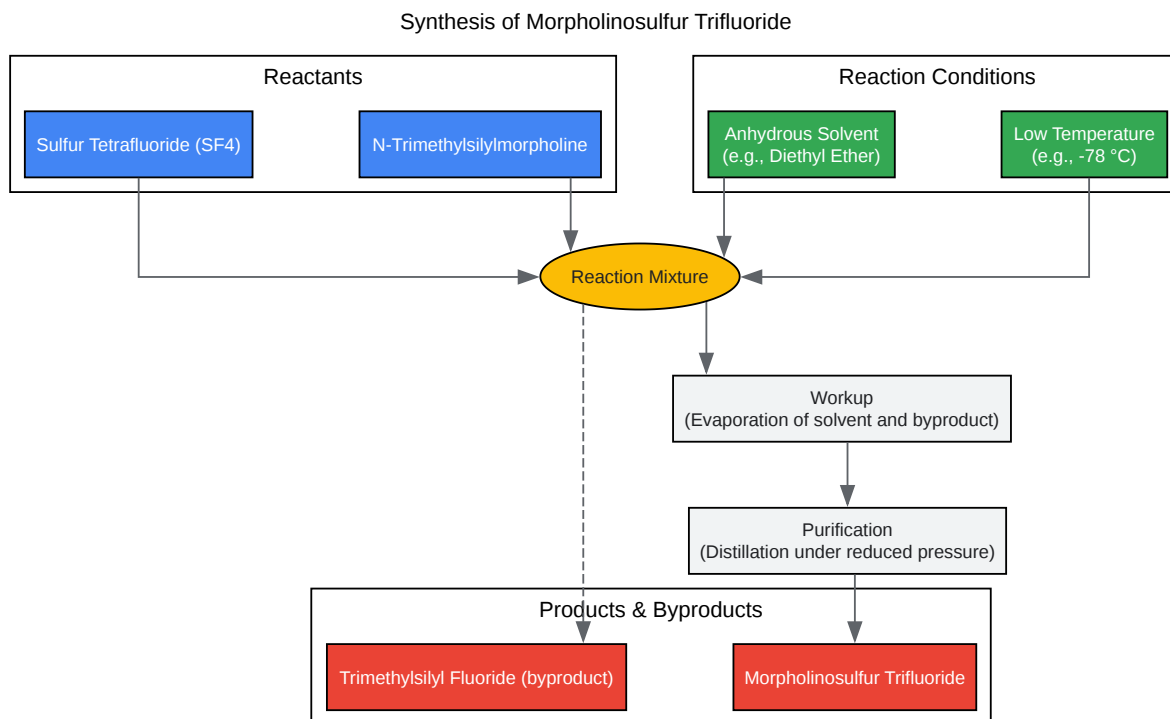 Synthesis of Morpholinosulfur Trifluoride
Reactants
Reaction Conditions
Sulfur Tetrafluoride (SF4)
N-Trimethylsilylmorpholine
Anhydrous Solvent
(e.g., Diethyl Ether)
Low Temperature
(e.g., -78 °C)
Reaction Mixture
Workup
(Evaporation of solvent and byproduct)
Purification
(Distillation under reduced pressure)
Products & Byproducts
Trimethylsilyl Fluoride (byproduct)
Morpholinosulfur Trifluoride